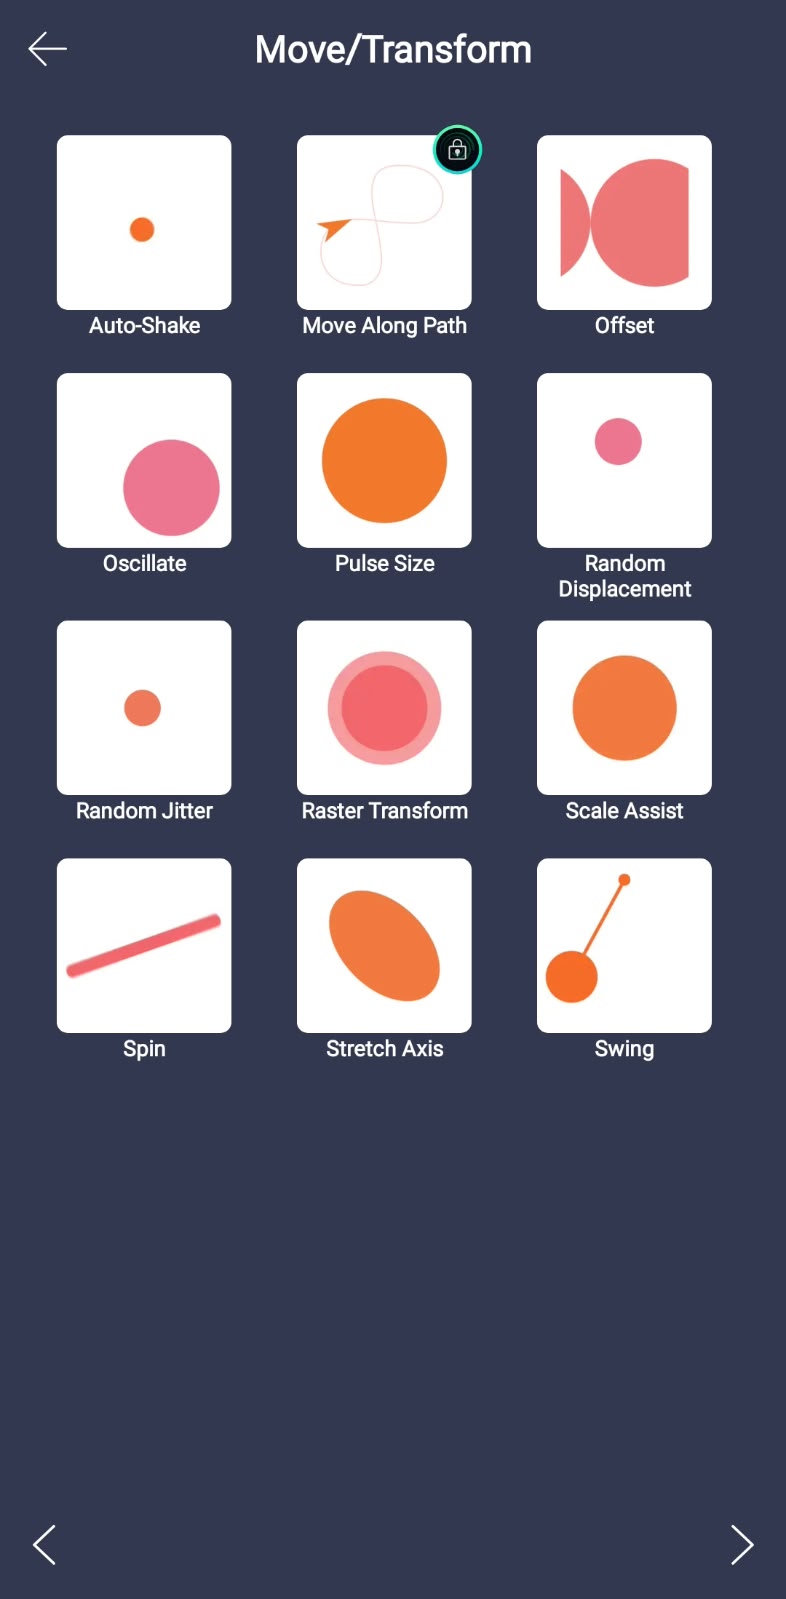 Move/Transform
Auto-Shake
Move Along Path
Offset
Oscillate
Pulse Size
Random
Displacement
Random Jitter
Raster Transform
Scale Assist
Spin
Stretch Axis
Swing